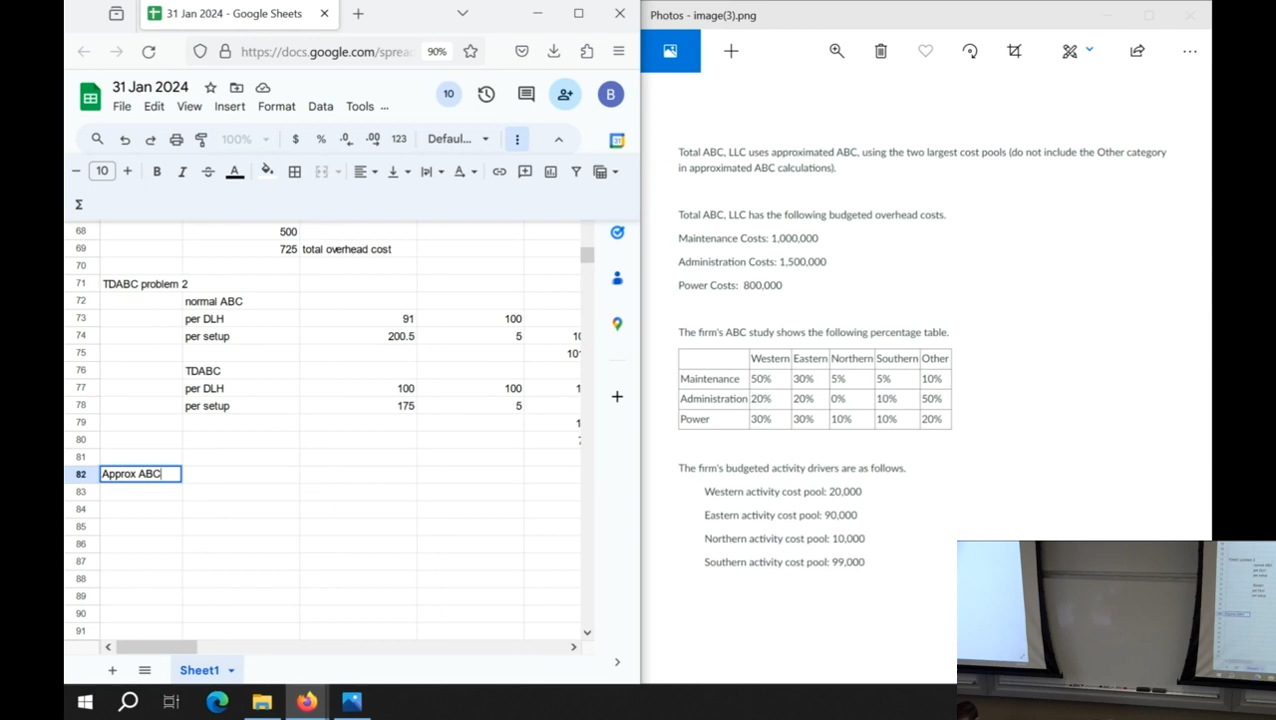 31 Jan 2024 - Google Sheets
https://docs.google.com/sprea
90%
31 Jan 2024
10
B
File Edit View Insert Format Data Tools ...
100% $ % .0 .00 123 Defaul...
10 B I A
Σ
68 500
69 725 total overhead cost
70
71 TDABC problem 2
72 normal ABC
73 per DLH 91 100
74 per setup 200.5 5 10
75 10
76 TDABC
77 per DLH 100 100 1
78 per setup 175 5
79 1
80
81
82 Approx ABC
83
84
85
86
87
88
89
90
91
Sheet1
Photos - image(3).png
Total ABC, LLC uses approximated ABC, using the two largest cost pools (do not include the Other category
in approximated ABC calculations).
Total ABC, LLC has the following budgeted overhead costs.
Maintenance Costs: 1,000,000
Administration Costs: 1,500,000
Power Costs: 800,000
The firm's ABC study shows the following percentage table.
Western Eastern Northern Southern Other
Maintenance 50% 30% 5% 5% 10%
Administration 20% 20% 0% 10% 50%
Power 30% 30% 10% 10% 20%
The firm's budgeted activity drivers are as follows.
Western activity cost pool: 20,000
Eastern activity cost pool: 90,000
Northern activity cost pool: 10,000
Southern activity cost pool: 99,000